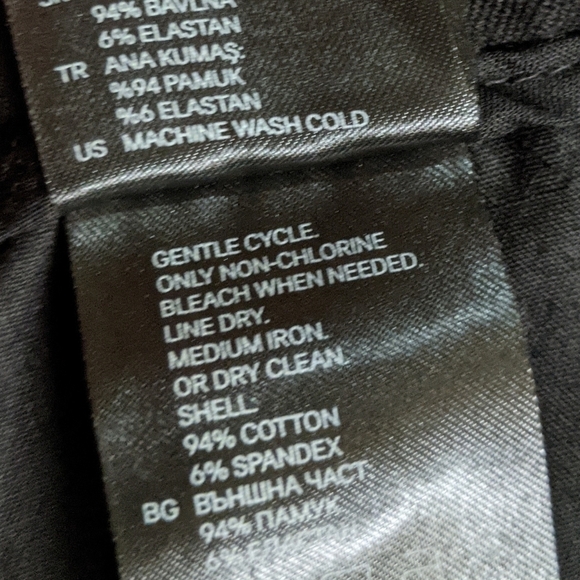 94% BAVLNA
6% ELASTAN
TR ANA KUMAŞ:
%94 PAMUK
%6 ELASTAN
US MACHINE WASH COLD
GENTLE CYCLE.
ONLY NON-CHLORINE
BLEACH WHEN NEEDED.
LINE DRY.
MEDIUM IRON.
OR DRY CLEAN.
SHELL:
94% COTTON
6% SPANDEX
BG ВЪНШНА ЧАСТ:
94% ПАМУК
6% ЕЛАСТАН